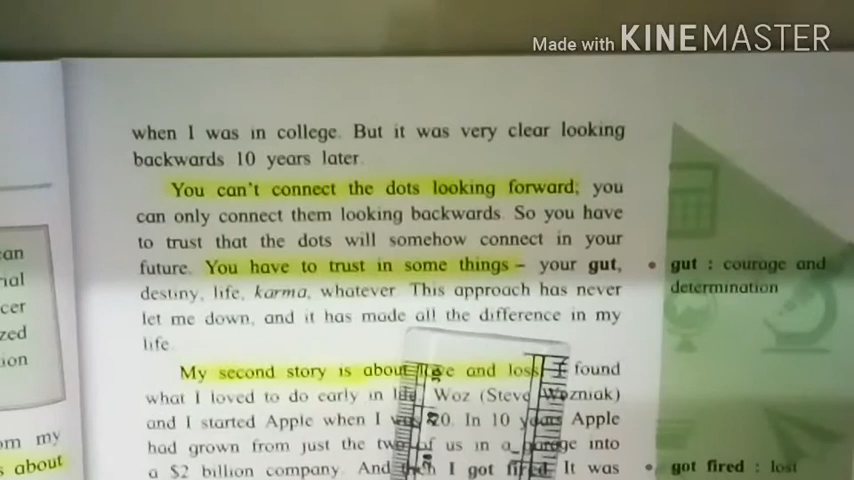 Made with KINEMASTER
when I was in college. But it was very clear looking
backwards 10 years later.
You can't connect the dots looking forward; you
can only connect them looking backwards. So you have
to trust that the dots will somehow connect in your
future. You have to trust in some things – your gut,
destiny, life, karma, whatever. This approach has never
let me down, and it has made all the difference in my
life.
My second story is about love and loss. I found
what I loved to do early in life. Woz (Steve Wozniak)
and I started Apple when I was 20. In 10 years Apple
had grown from just the two of us in a garage into
a $2 billion company. And then I got fired. It was
• gut : courage and
determination
• got fired : lost
om my
s about